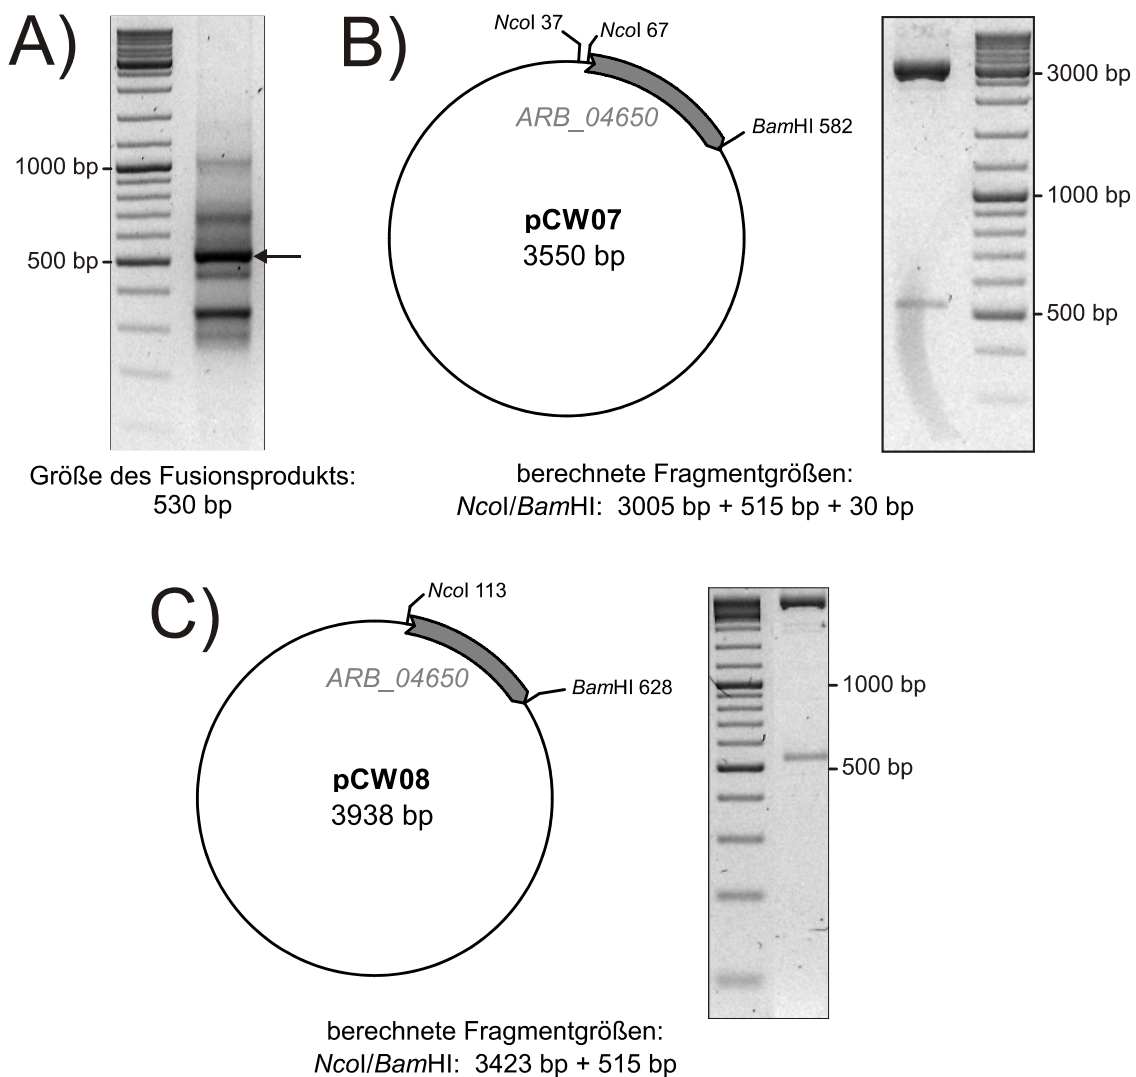 A)
1000 bp
500 bp
Größe des Fusionsprodukts:
530 bp
B)
NcoI 37
NcoI 67
ARB_04650
BamHI 582
pCW07
3550 bp
3000 bp
1000 bp
500 bp
berechnete Fragmentgrößen:
NcoI/BamHI: 3005 bp + 515 bp + 30 bp
C)
NcoI 113
ARB_04650
BamHI 628
pCW08
3938 bp
1000 bp
500 bp
berechnete Fragmentgrößen:
NcoI/BamHI: 3423 bp + 515 bp